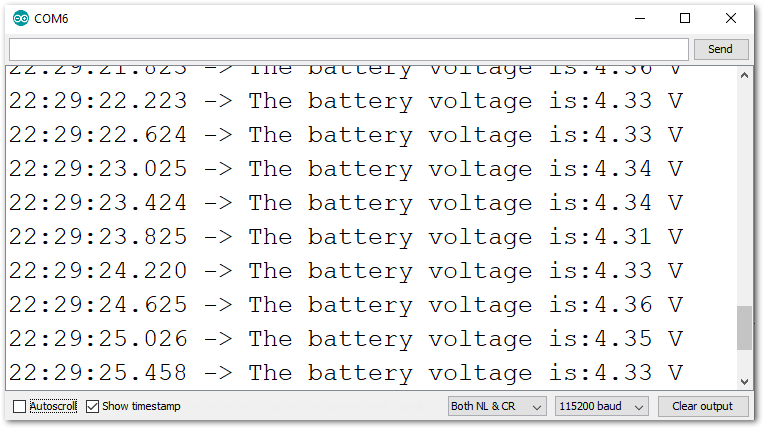 COM6
Send
22:29:21.823 -> The battery voltage is:4.36 V
22:29:22.223 -> The battery voltage is:4.33 V
22:29:22.624 -> The battery voltage is:4.33 V
22:29:23.025 -> The battery voltage is:4.34 V
22:29:23.424 -> The battery voltage is:4.34 V
22:29:23.825 -> The battery voltage is:4.31 V
22:29:24.220 -> The battery voltage is:4.33 V
22:29:24.625 -> The battery voltage is:4.36 V
22:29:25.026 -> The battery voltage is:4.35 V
22:29:25.458 -> The battery voltage is:4.33 V
Autoscroll Show timestamp Both NL & CR 115200 baud Clear output